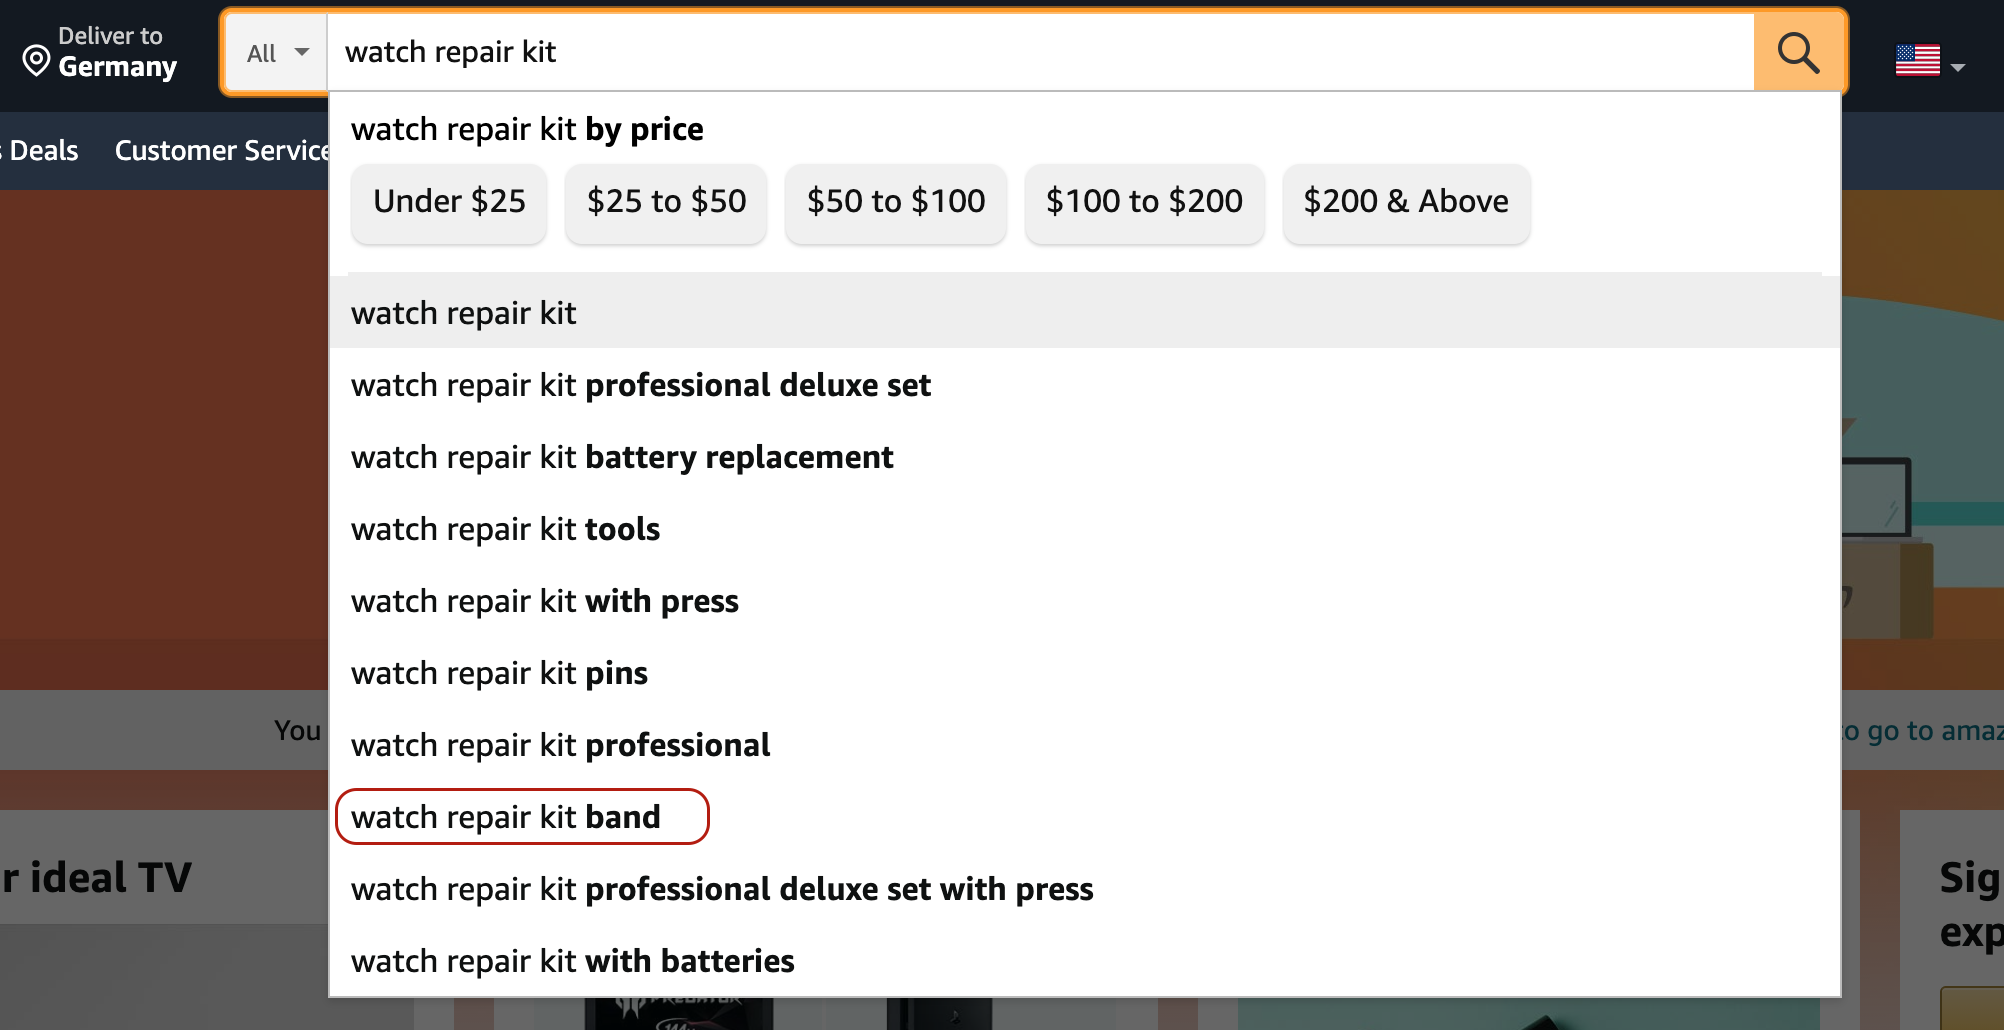 Deliver to
Germany
All
watch repair kit
Deals
Customer Service
watch repair kit by price
Under $25
$25 to $50
$50 to $100
$100 to $200
$200 & Above
watch repair kit
watch repair kit professional deluxe set
watch repair kit battery replacement
watch repair kit tools
watch repair kit with press
watch repair kit pins
watch repair kit professional
You
to go to amaz
watch repair kit band
r ideal TV
Sig
exp
watch repair kit professional deluxe set with press
watch repair kit with batteries
PREDATOR